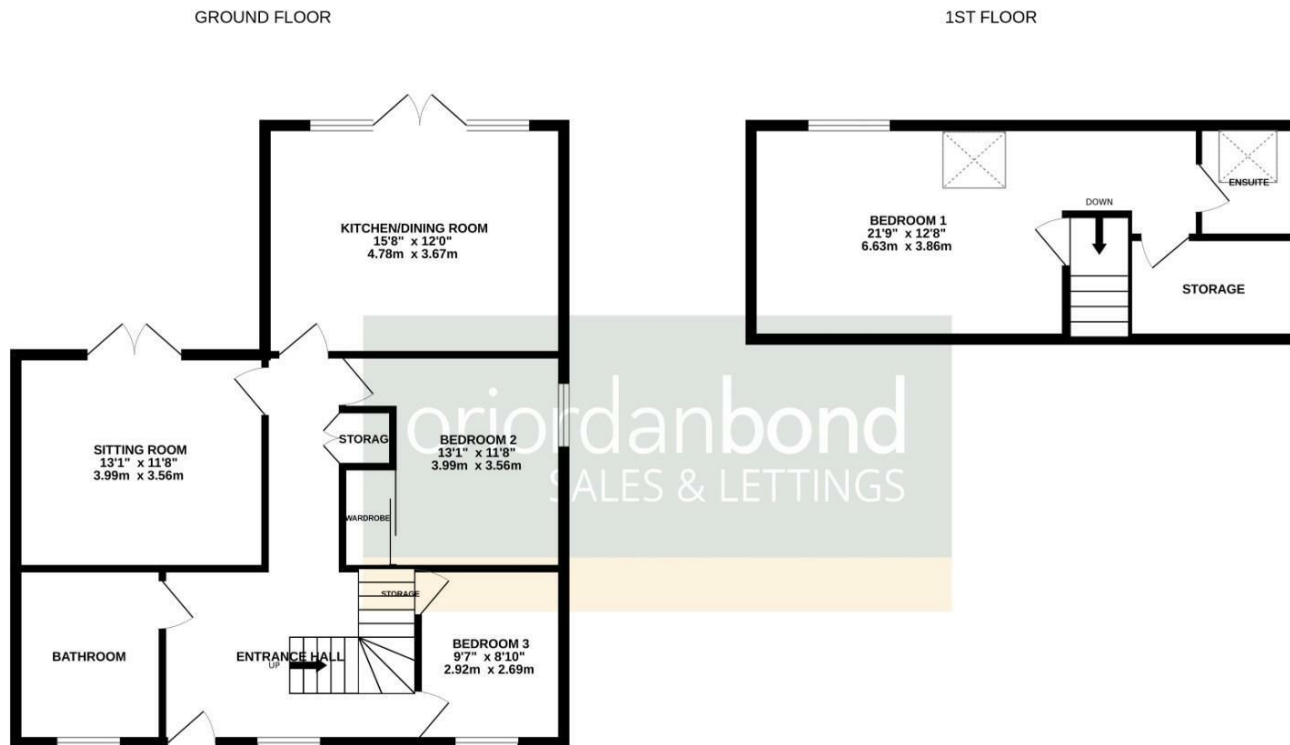 GROUND FLOOR
1ST FLOOR
KITCHEN/DINING ROOM
15'8" x 12'0"
4.78m x 3.67m
BEDROOM 1
21'9" x 12'8"
6.63m x 3.86m
DOWN
ENSUITE
STORAGE
SITTING ROOM
13'1" x 11'8"
3.99m x 3.56m
STORAG
BEDROOM 2
13'1" x 11'8"
3.99m x 3.56m
WARDROBE
oriordanbond
SALES & LETTINGS
STORAGE
BATHROOM
ENTRANCE HALL
UP
BEDROOM 3
9'7" x 8'10"
2.92m x 2.69m